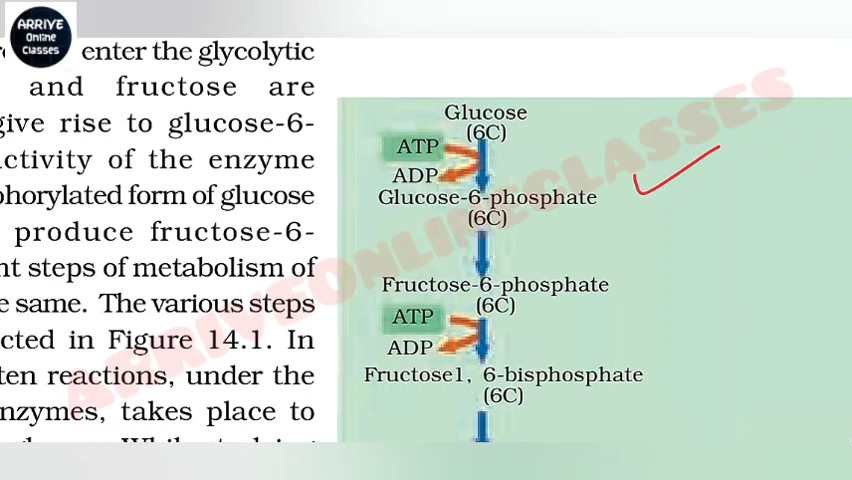 ARRIVE
Online
Classes
enter the glycolytic
and fructose are
give rise to glucose-6-
activity of the enzyme
phorylated form of glucose
produce fructose-6-
nt steps of metabolism of
e same. The various steps
cted in Figure 14.1. In
ten reactions, under the
nzymes, takes place to
Glucose
(6C)
ATP
ADP
Glucose-6-phosphate
(6C)
Fructose-6-phosphate
(6C)
ATP
ADP
Fructose1, 6-bisphosphate
(6C)
ARRIVEONLINECLASSES